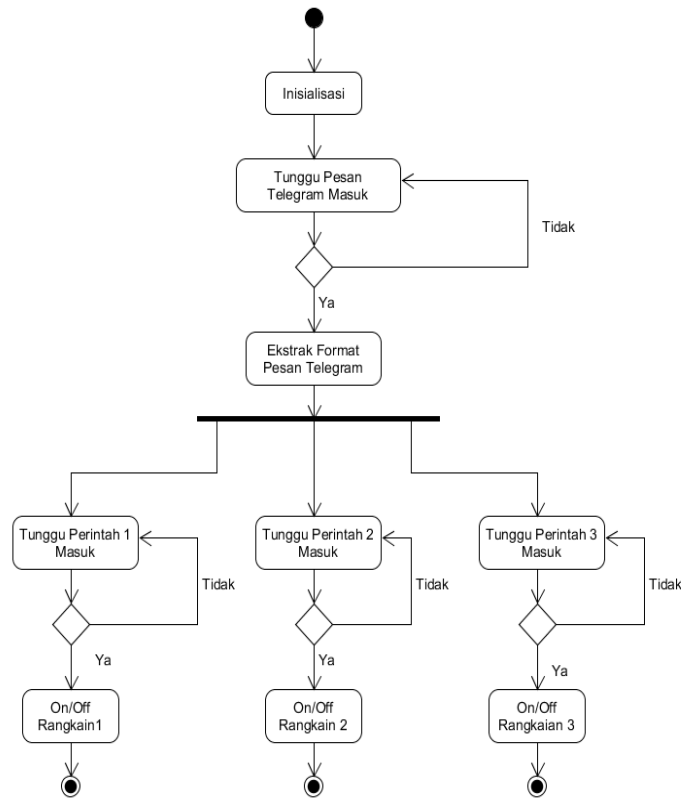 Inisialisasi
Tunggu Pesan
Telegram Masuk
Tidak
Ya
Ekstrak Format
Pesan Telegram
Tunggu Perintah 1
Masuk
Tidak
Ya
On/Off
Rangkain1
Tunggu Perintah 2
Masuk
Tidak
Ya
On/Off
Rangkain 2
Tunggu Perintah 3
Masuk
Tidak
Ya
On/Off
Rangkaian 3